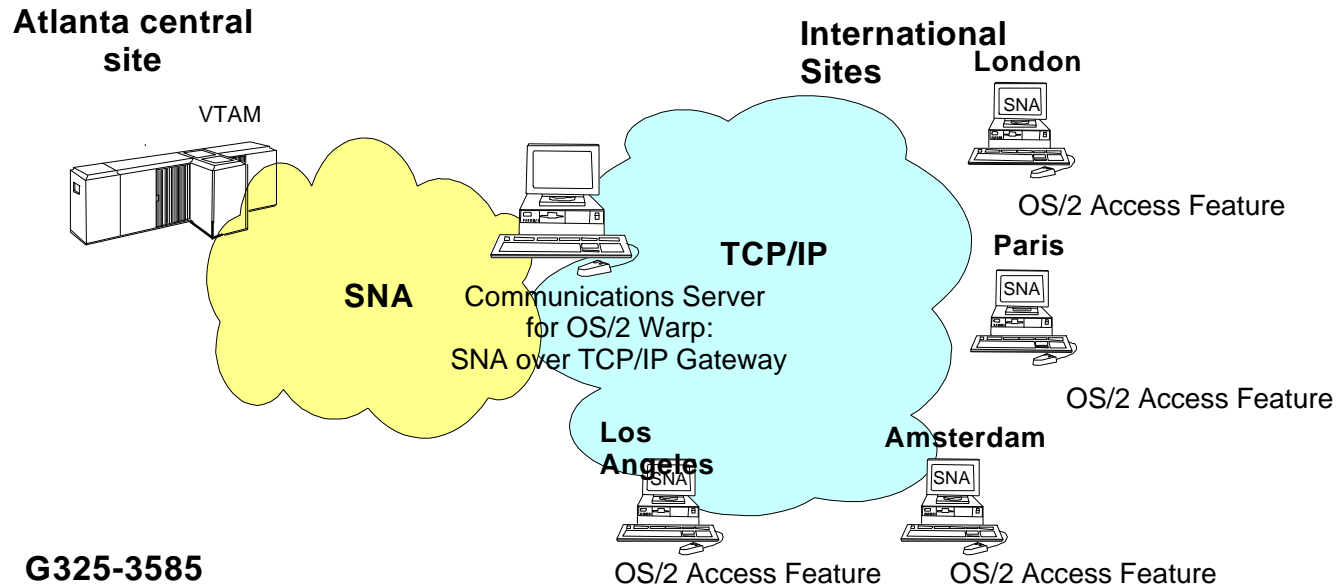 Atlanta central
site
VTAM
International
Sites
London
SNA
OS/2 Access Feature
Paris
SNA
OS/2 Access Feature
TCP/IP
SNA
Communications Server
for OS/2 Warp:
SNA over TCP/IP Gateway
Los
Angeles
SNA
OS/2 Access Feature
Amsterdam
SNA
OS/2 Access Feature
G325-3585